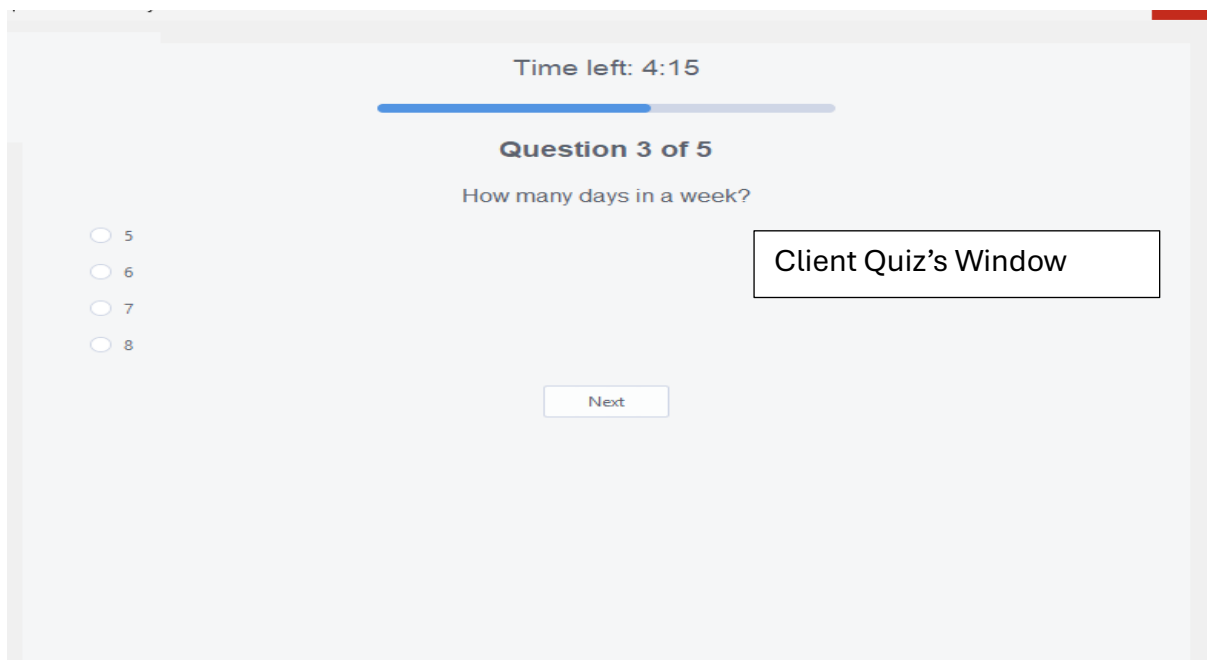 Time left: 4:15
Question 3 of 5
How many days in a week?
5
Client Quiz’s Window
6
7
8
Next